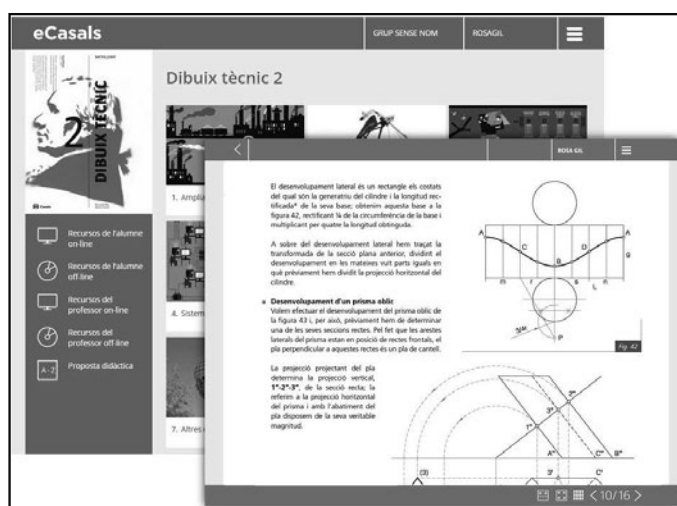 eCasals
GRUP SENSE NOM
ROSAGIL
DIBUIX TÈCNIC
2
Dibuix tècnic 2
1. Amplia
4. Sistem
7. Altres
Recursos de l'alumne
on-line
Recursos de l'alumne
off-line
Recursos del
professor on-line
Recursos del
professor off-line
A - Z
Proposta didàctica
ROSA GIL
El desenvolupament lateral és un rectangle els costats
del qual són la generatriu del cilindre i la longitud rec-
tificada* de la seva base; obtenim aquesta base a la
figura 42, rectificant ¼ de la circumferència de la base i
multiplicant per quatre la longitud obtinguda.
A sobre del desenvolupament lateral hem traçat la
transformada de la secció plana anterior, dividint el
desenvolupament en les mateixes vuit parts iguals en
què prèviament hem dividit la projecció horitzontal del
cilindre.
Desenvolupament d'un prisma oblic
Volem efectuar el desenvolupament del prisma oblic de
la figura 43 i, per això, prèviament hem de determinar
una de les seves seccions rectes. Pel fet que les arestes
laterals del prisma estan en posició de rectes frontals, el
pla perpendicular a aquestes rectes és un pla de cantell.
La projecció projectant del pla
determina la projecció vertical,
1"-2"-3", de la secció recta; la
referim a la projecció horitzontal
del prisma i amb l'abatiment del
pla disposem de la seva veritable
magnitud.
A
C
B
D
A
g
m
r
s
L
n
P
Fig. 42
2"
3"
1"
A"
C"
B"
(3)
3'
C'
10/16